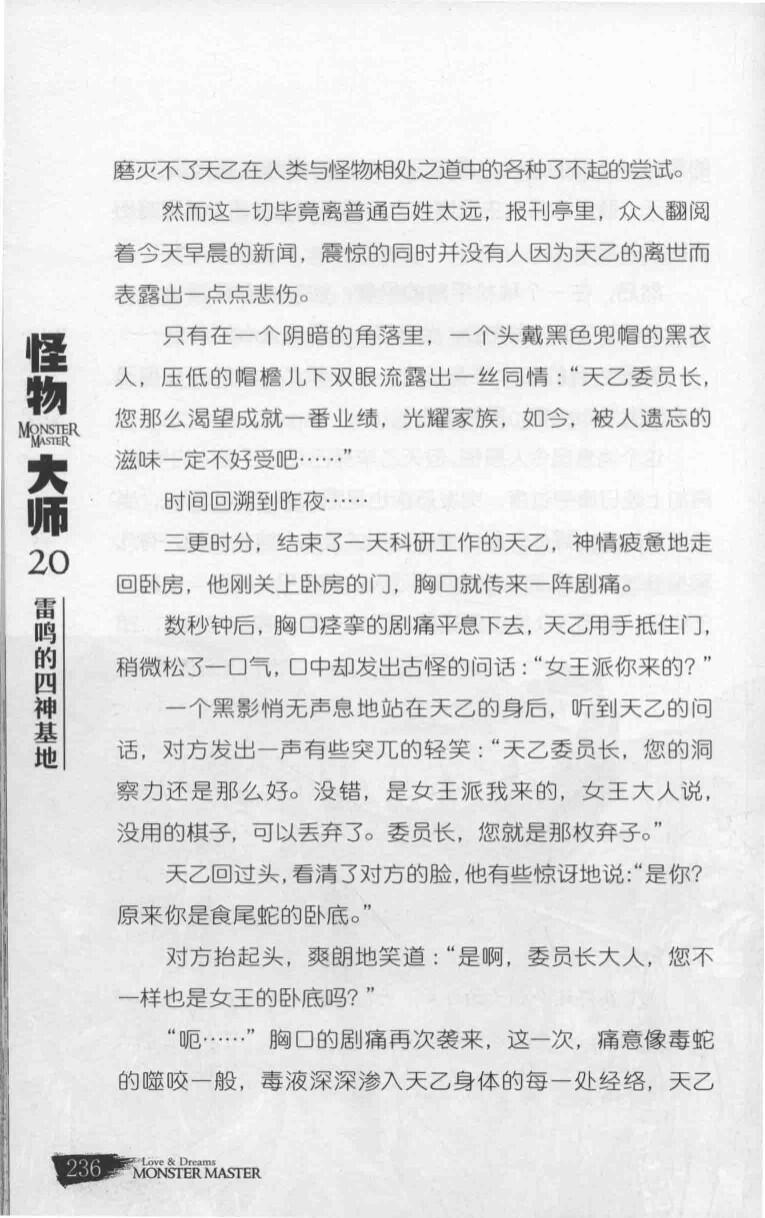 磨灭不了天乙在人类与怪物相处之道中的各种了不起的尝试。
然而这一切毕竟离普通百姓太远，报刊亭里，众人翻阅
着今天早晨的新闻，震惊的同时并没有人因为天乙的离世而
表露出一点点悲伤。
只有在一个阴暗的角落里，一个头戴黑色兜帽的黑衣
人，压低的帽檐儿下双眼流露出一丝同情：“天乙委员长，
您那么渴望成就一番业绩，光耀家族，如今，被人遗忘的
滋味一定不好受吧……”
时间回溯到昨夜——
三更时分，结束了一天科研工作的天乙，神情疲惫地走
回卧房，他刚关上卧房的门，胸口就传来一阵剧痛。
数秒钟后，胸口痉挛的剧痛平息下去，天乙用手抵住门，
稍微松了一口气，口中却发出古怪的问话：“女王派你来的？”
一个黑影悄无声息地站在天乙的身后，听到天乙的问
话，对方发出一声有些突兀的轻笑：“天乙委员长，您的洞
察力还是那么好。没错，是女王派我来的，女王大人说，
没用的棋子，可以丢弃了。委员长，您就是那枚弃子。”
天乙回过头，看清了对方的脸，他有些惊讶地说：“是你？
原来你是食尾蛇的卧底。”
对方抬起头，爽朗地笑道：“是啊，委员长大人，您不
一样也是女王的卧底吗？”
“呃……”胸口的剧痛再次袭来，这一次，痛意像毒蛇
的噬咬一般，毒液深深渗入天乙身体的每一处经络，天乙
怪物
MONSTER
MASTER
大师
20
雷鸣的四神基地
236
Love & Dreams
MONSTER MASTER